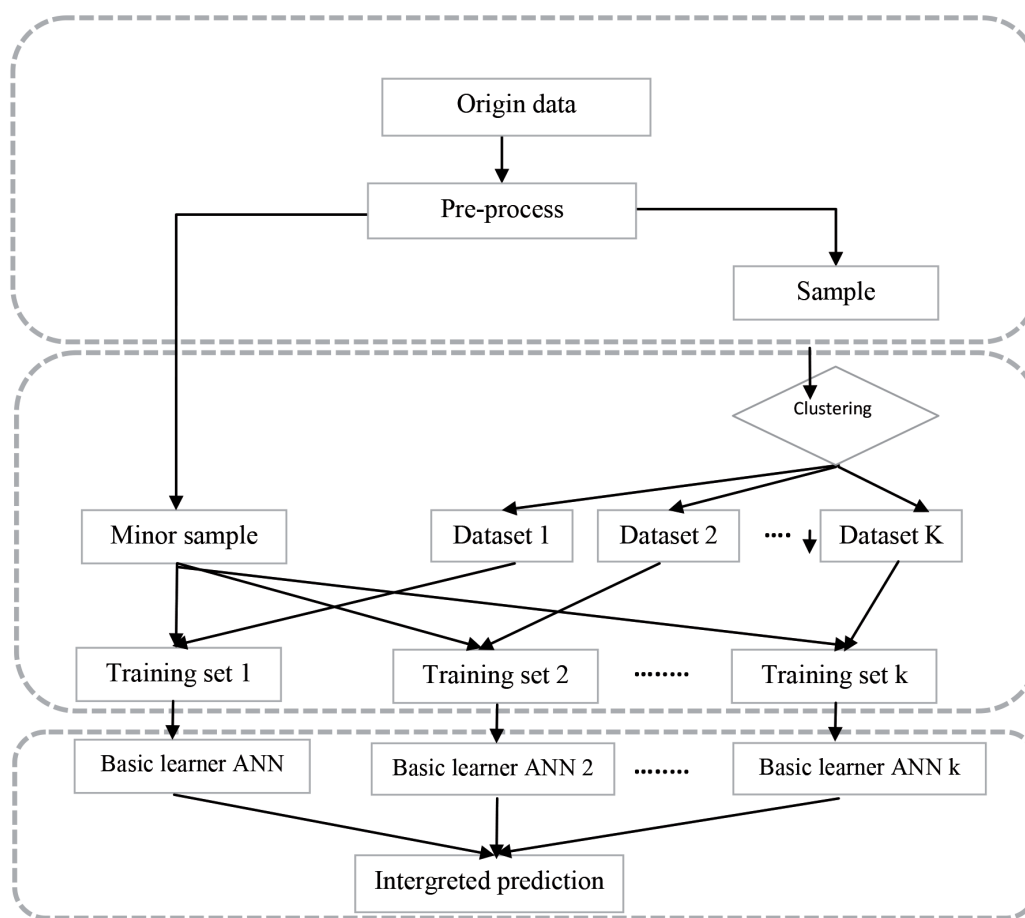 Origin data
Pre-process
Sample
Clustering
Minor sample
Dataset 1
Dataset 2
....
Dataset K
Training set 1
Training set 2
........
Training set k
Basic learner ANN
Basic learner ANN 2
........
Basic learner ANN k
Intergreted prediction